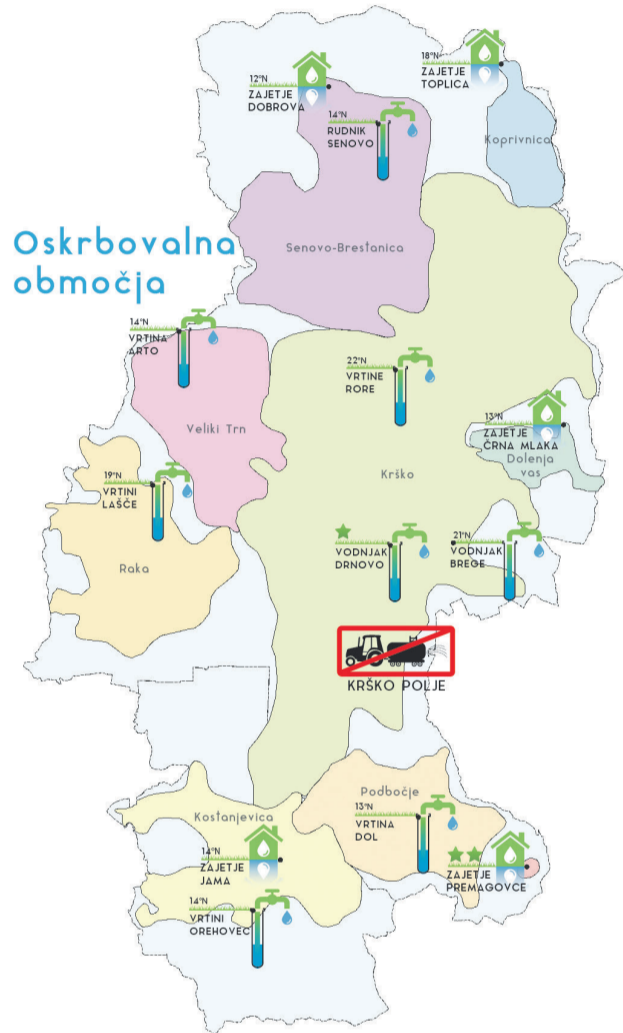 18°N
ZAJETJE
TOPLICA
12°N
ZAJETJE
DOBROVA
14°N
RUDNIK
SENOVO
Koprivnica
Oskrbovalna
območja
Senovo-Brestanica
14°N
VRTINA
ARTO
22°N
VRTINE
RORE
13°N
ZAJETJE
ČRNA MLAKA
Dolenja
vas
Veliki Trn
Krško
19°N
VRTINI
LAŠČE
Raka
VODNJAK
DRNOVO
21°N
VODNJAK
BREGE
KRŠKO POLJE
Podbočje
13°N
VRTINA
DOL
Kostanjevica
14°N
ZAJETJE
JAMA
ZAJETJE
PREMAGOVCE
14°N
VRTINI
OREHOVEC